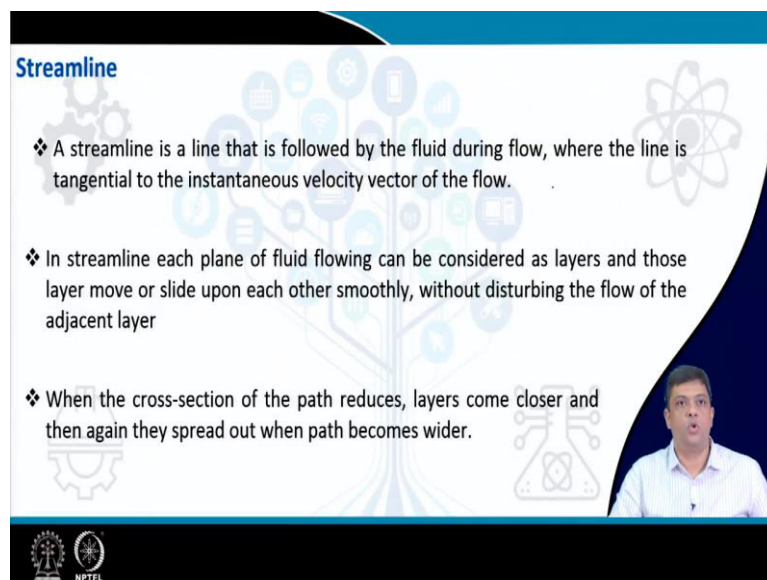 Streamline
❖ A streamline is a line that is followed by the fluid during flow, where the line is
tangential to the instantaneous velocity vector of the flow.
❖ In streamline each plane of fluid flowing can be considered as layers and those
layer move or slide upon each other smoothly, without disturbing the flow of the
adjacent layer
❖ When the cross-section of the path reduces, layers come closer and
then again they spread out when path becomes wider.
NPTEL